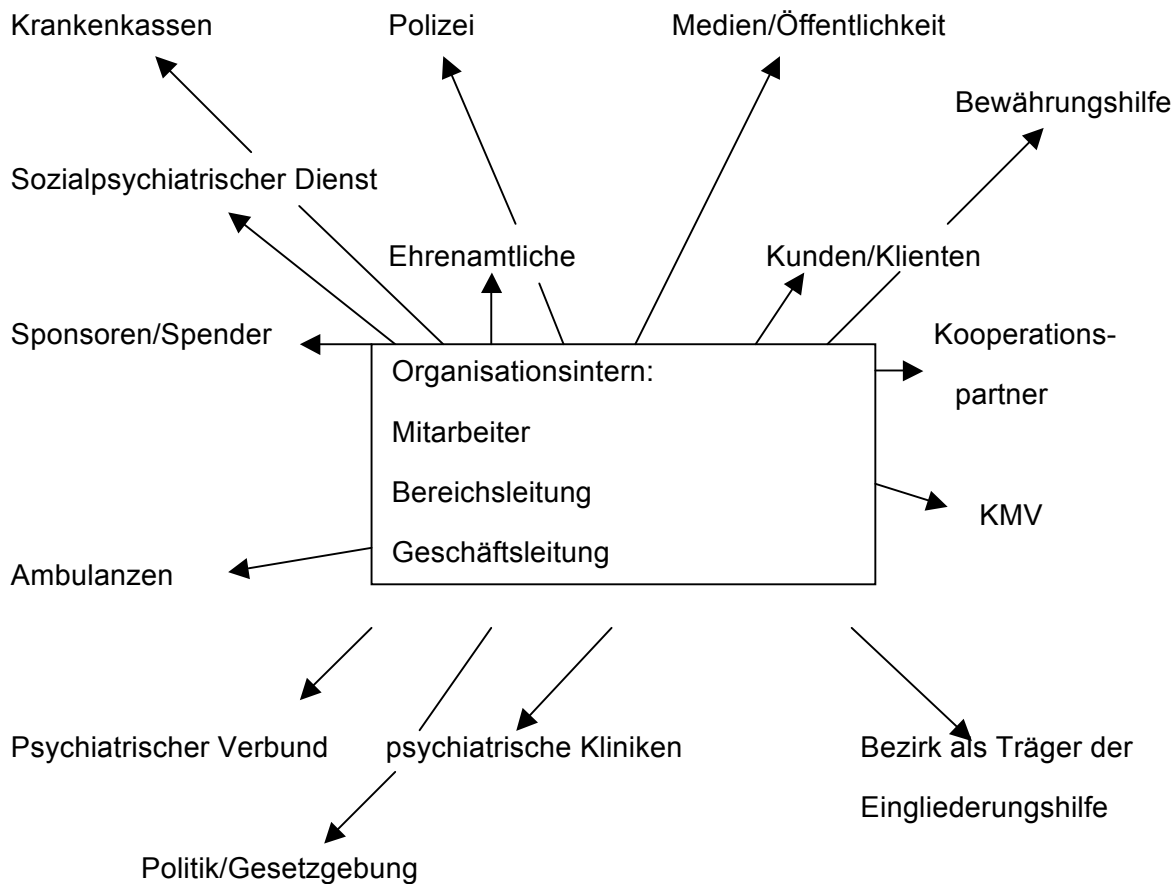 Krankenkassen
Polizei
Medien/Öffentlichkeit
Bewährungshilfe
Sozialpsychiatrischer Dienst
Ehrenamtliche
Kunden/Klienten
Sponsoren/Spender
Kooperations-
partner
Organisationsintern:
Mitarbeiter
Bereichsleitung
Geschäftsleitung
KMV
Ambulanzen
Psychiatrischer Verbund
psychiatrische Kliniken
Bezirk als Träger der
Eingliederungshilfe
Politik/Gesetzgebung